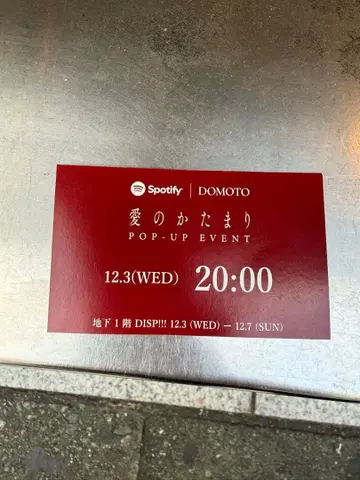 Spotify | DOMOTO
愛のかたまり
POP-UP EVENT
12.3(WED) 20:00
地下1階 DISP!!! 12.3 (WED) — 12.7 (SUN)